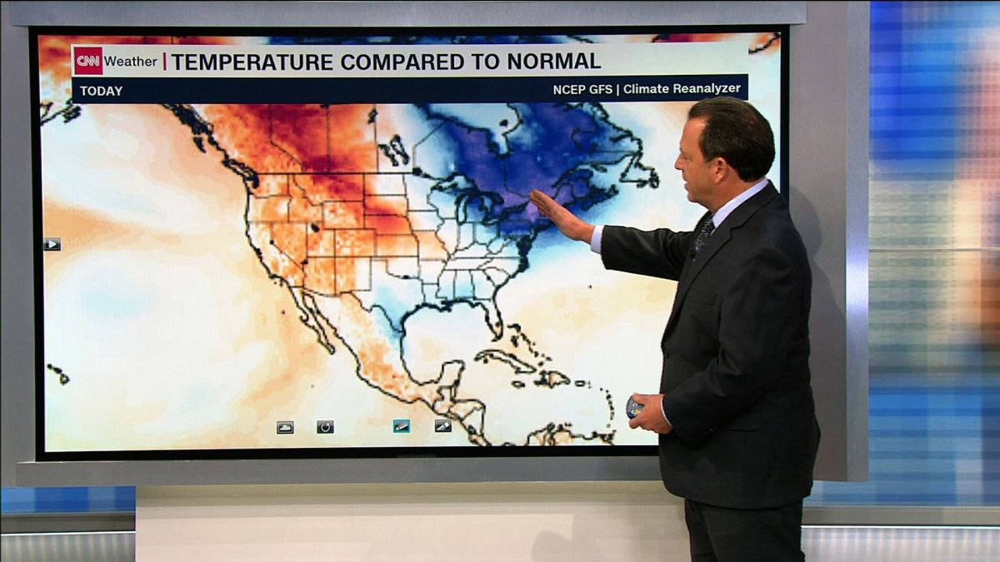 CNN Weather | TEMPERATURE COMPARED TO NORMAL
TODAY NCEP GFS | Climate Reanalyzer